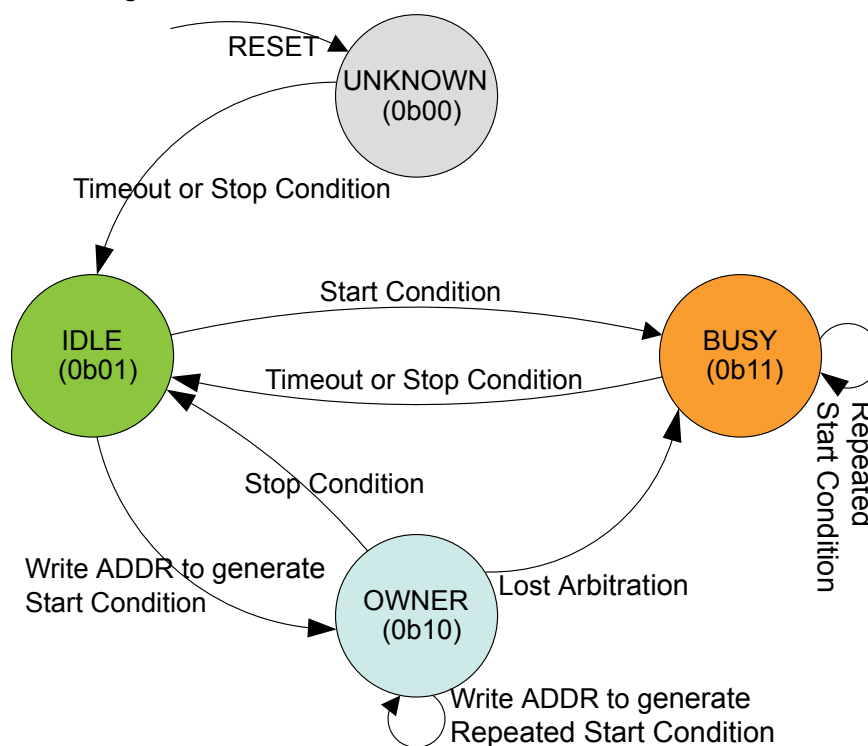 RESET
UNKNOWN
(0b00)
Timeout or Stop Condition
Start Condition
IDLE
(0b01)
BUSY
(0b11)
Timeout or Stop Condition
Repeated
Start Condition
Stop Condition
Write ADDR to generate
Start Condition
Lost Arbitration
OWNER
(0b10)
Write ADDR to generate
Repeated Start Condition